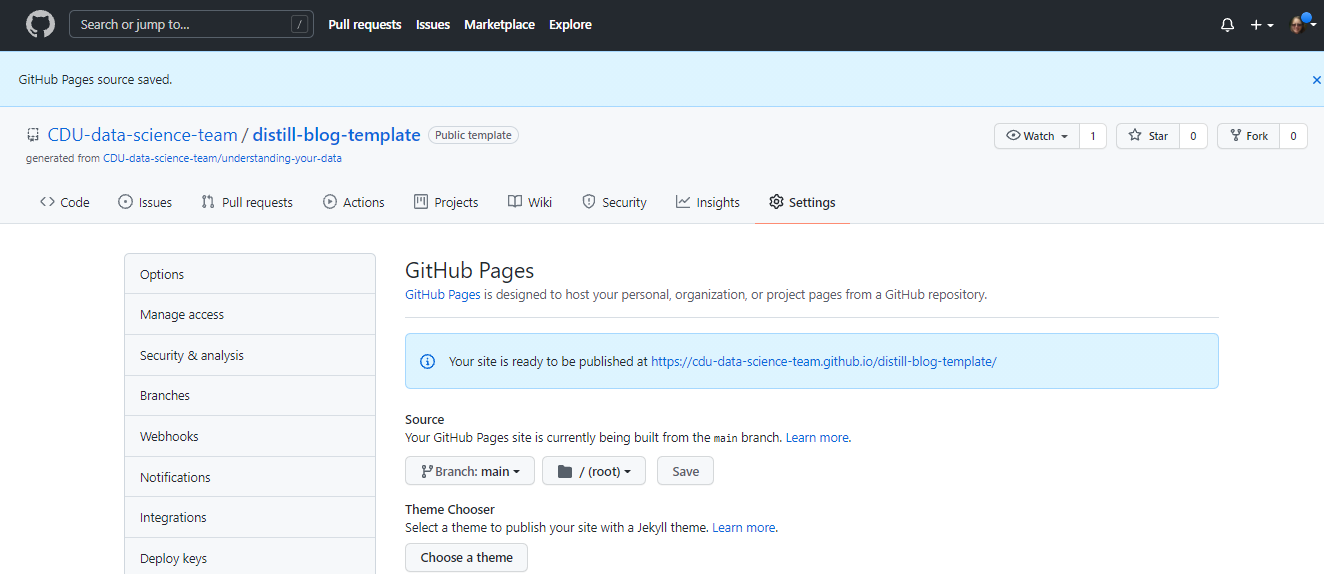 Search or jump to... / Pull requests Issues Marketplace Explore
GitHub Pages source saved.
CDU-data-science-team / distill-blog-template Public template
Watch 1 Star 0 Fork 0
generated from CDU-data-science-team/understanding-your-data
Code Issues Pull requests Actions Projects Wiki Security Insights Settings
Options
Manage access
Security & analysis
Branches
Webhooks
Notifications
Integrations
Deploy keys
GitHub Pages
GitHub Pages is designed to host your personal, organization, or project pages from a GitHub repository.
Your site is ready to be published at https://cdu-data-science-team.github.io/distill-blog-template/
Source
Your GitHub Pages site is currently being built from the main branch. Learn more.
Branch: main / (root) Save
Theme Chooser
Select a theme to publish your site with a Jekyll theme. Learn more.
Choose a theme